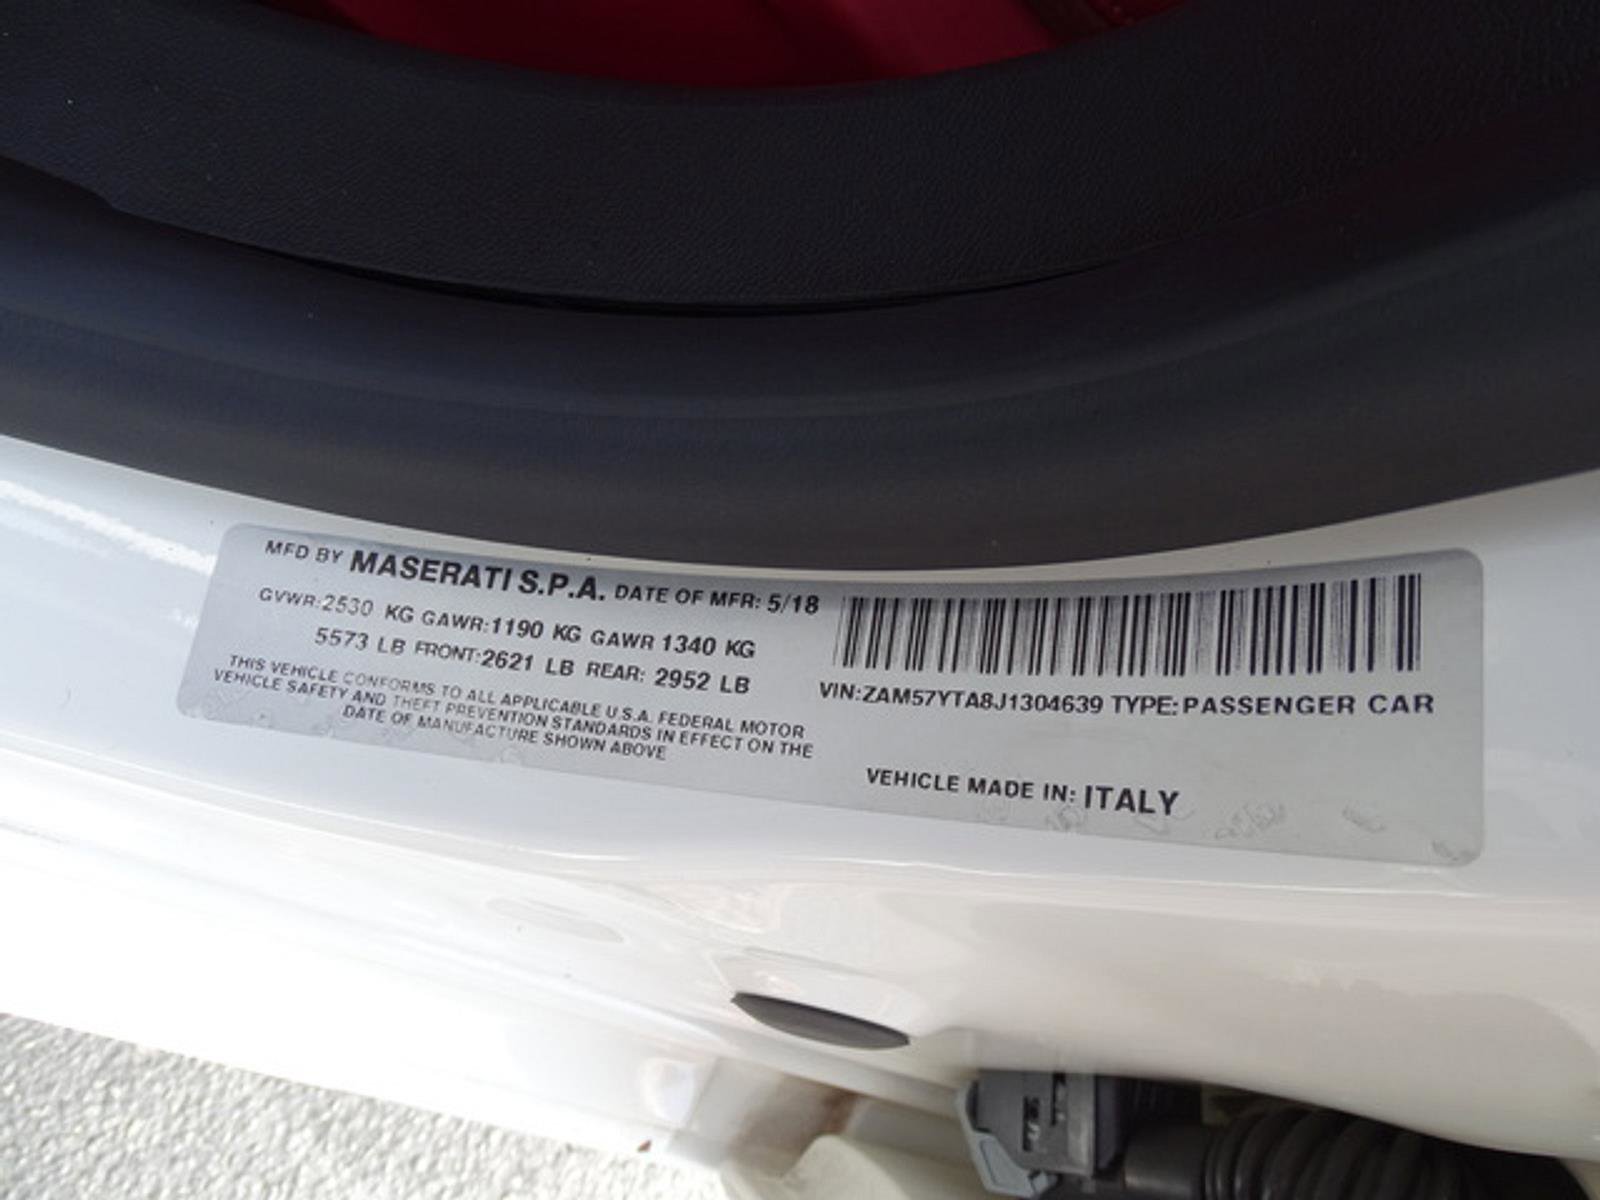 MFD BY MASERATI S.P.A. DATE OF MFR: 5/18
GVWR:2530 KG GAWR:1190 KG GAWR 1340 KG
5573 LB FRONT:2621 LB REAR: 2952 LB
THIS VEHICLE CONFORMS TO ALL APPLICABLE U.S.A. FEDERAL MOTOR
VEHICLE SAFETY AND THEFT PREVENTION STANDARDS IN EFFECT ON THE
DATE OF MANUFACTURE SHOWN ABOVE
VIN:ZAM57YTA8J1304639 TYPE:PASSENGER CAR
VEHICLE MADE IN: ITALY